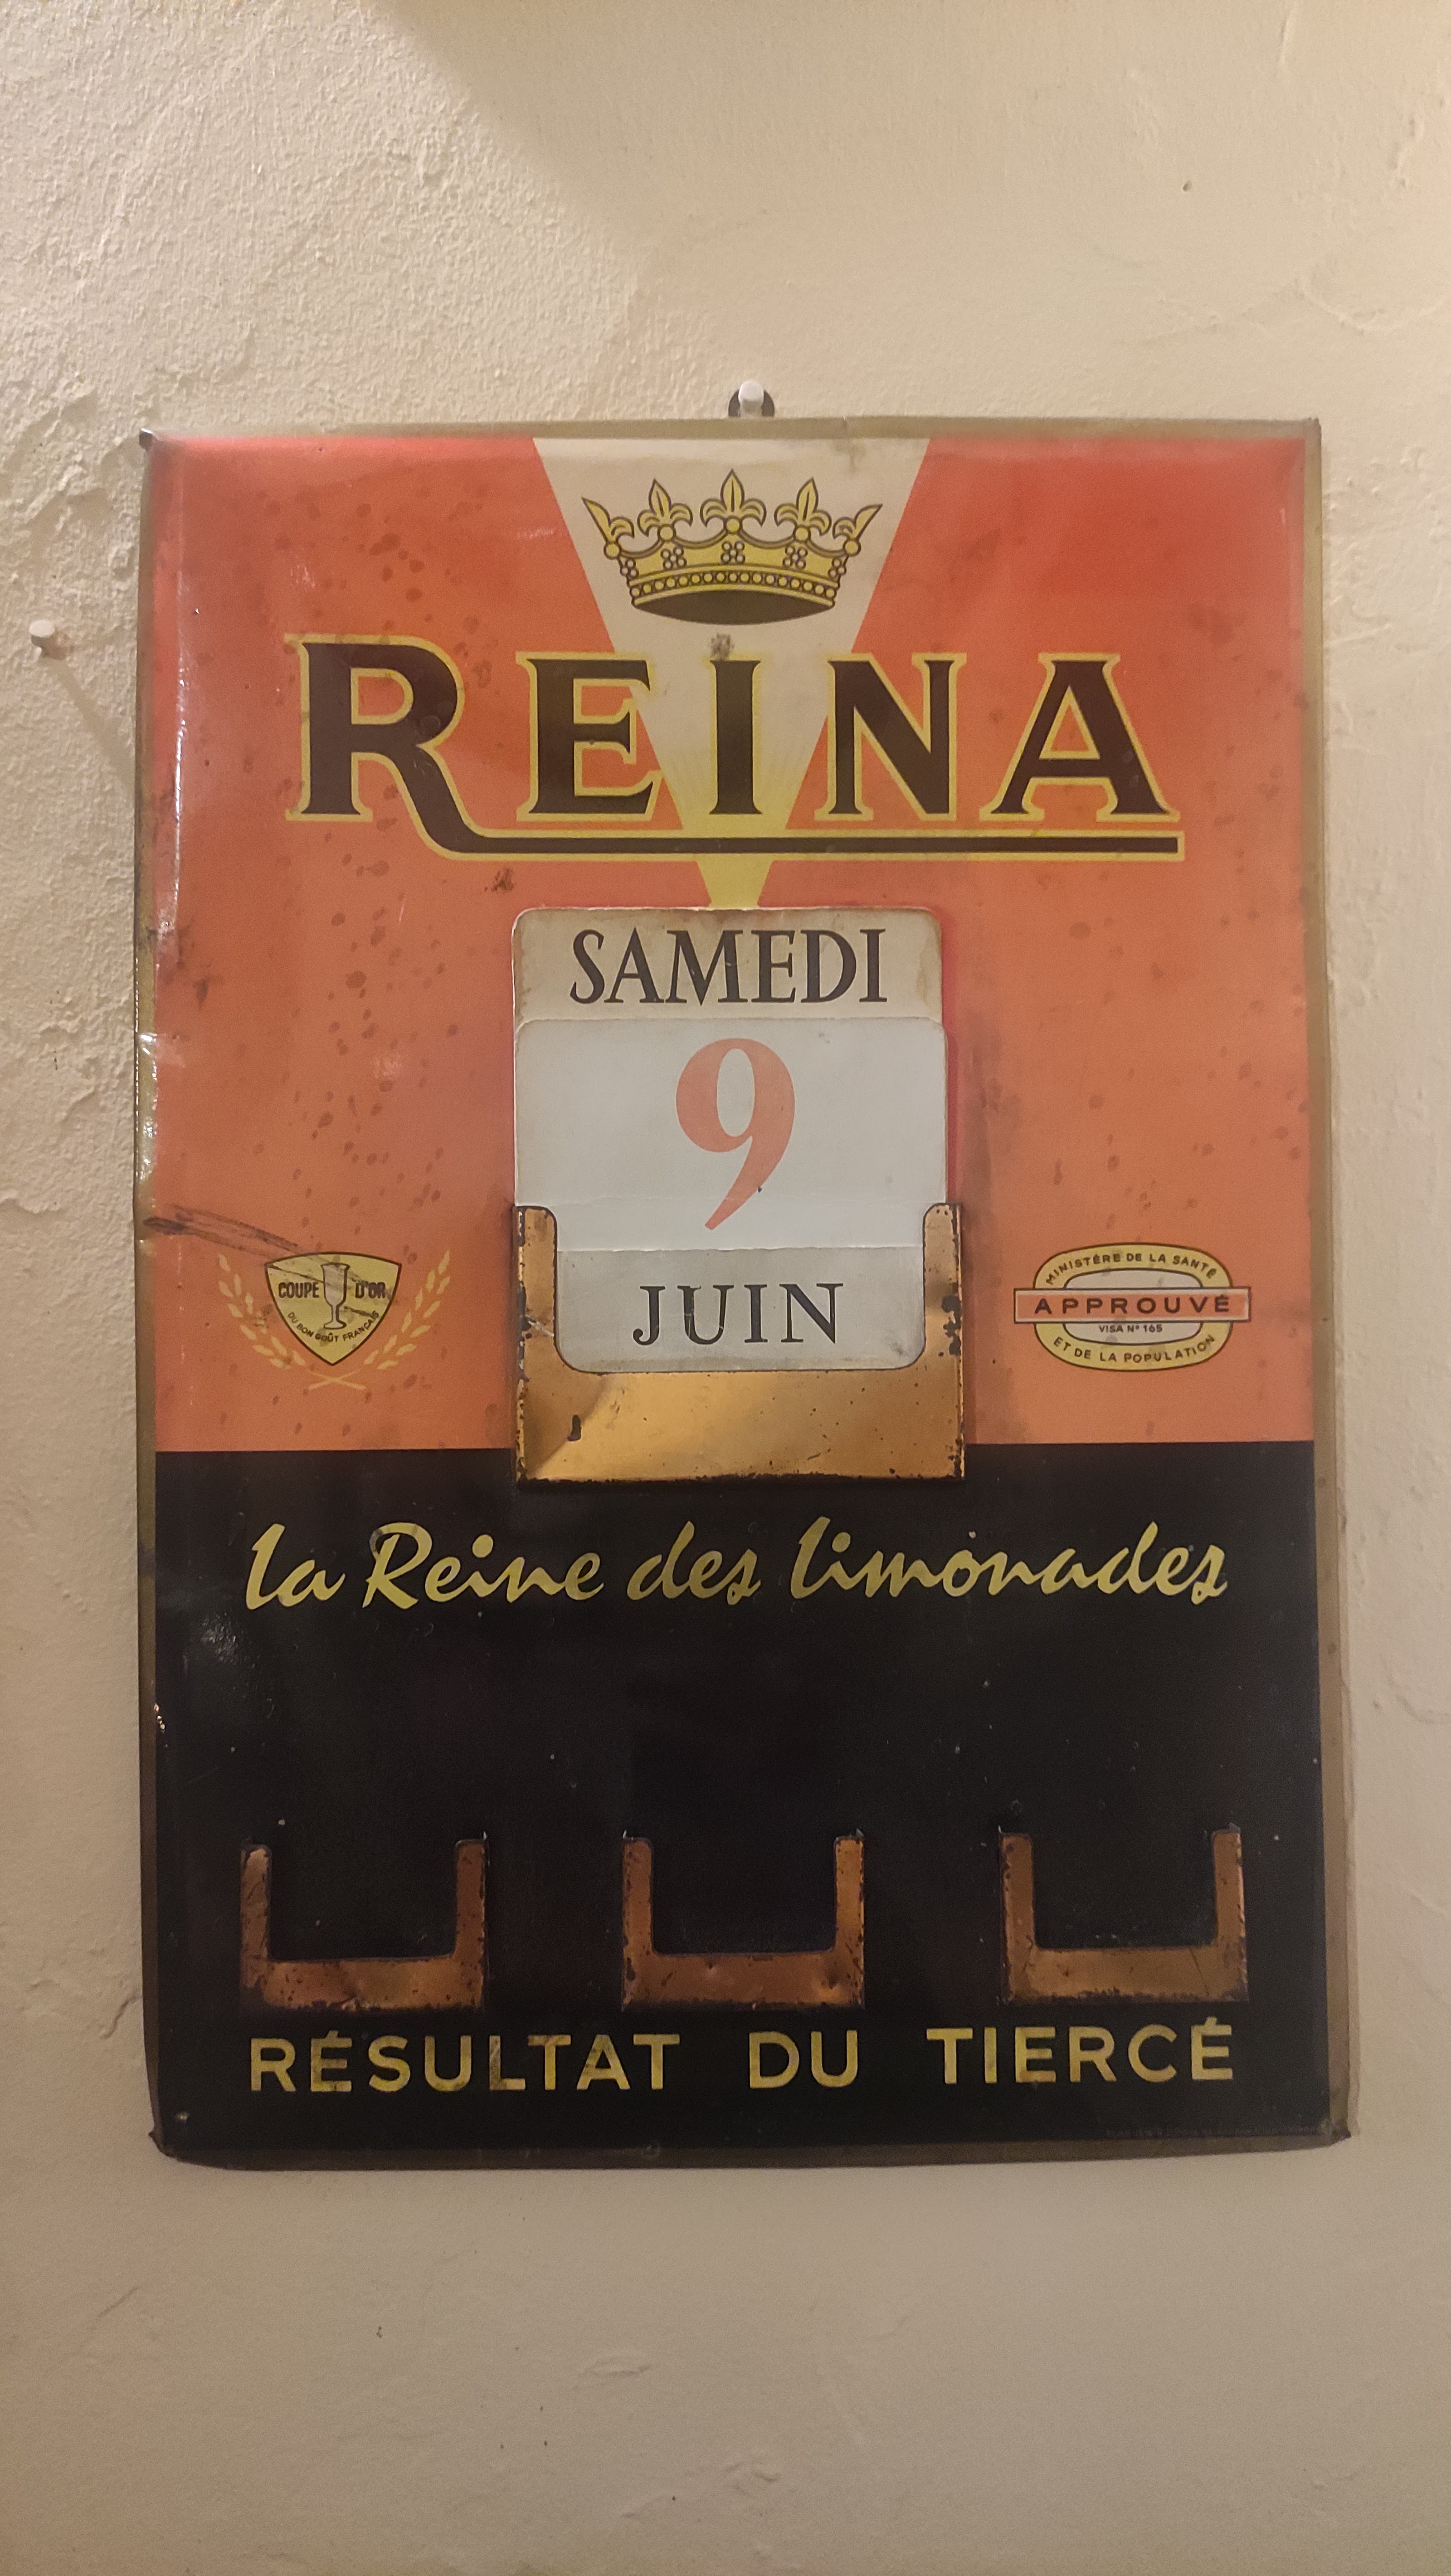 REINA
SAMEDI
9
JUIN
COUPE D'OR
DU BON GOÛT FRANÇAIS
MINISTÈRE DE LA SANTÉ
APPROUVÉ
VISA Nº 165
ET DE LA POPULATION
la Reine des limonades
RÉSULTAT DU TIERCÉ